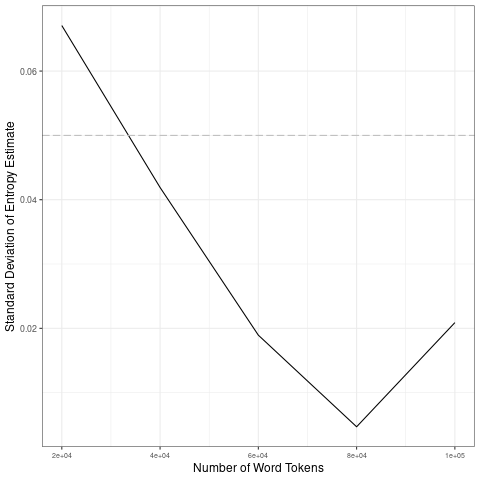 Standard Deviation of Entropy Estimate
0.06
0.04
0.02
2e+04 4e+04 6e+04 8e+04 1e+05
Number of Word Tokens